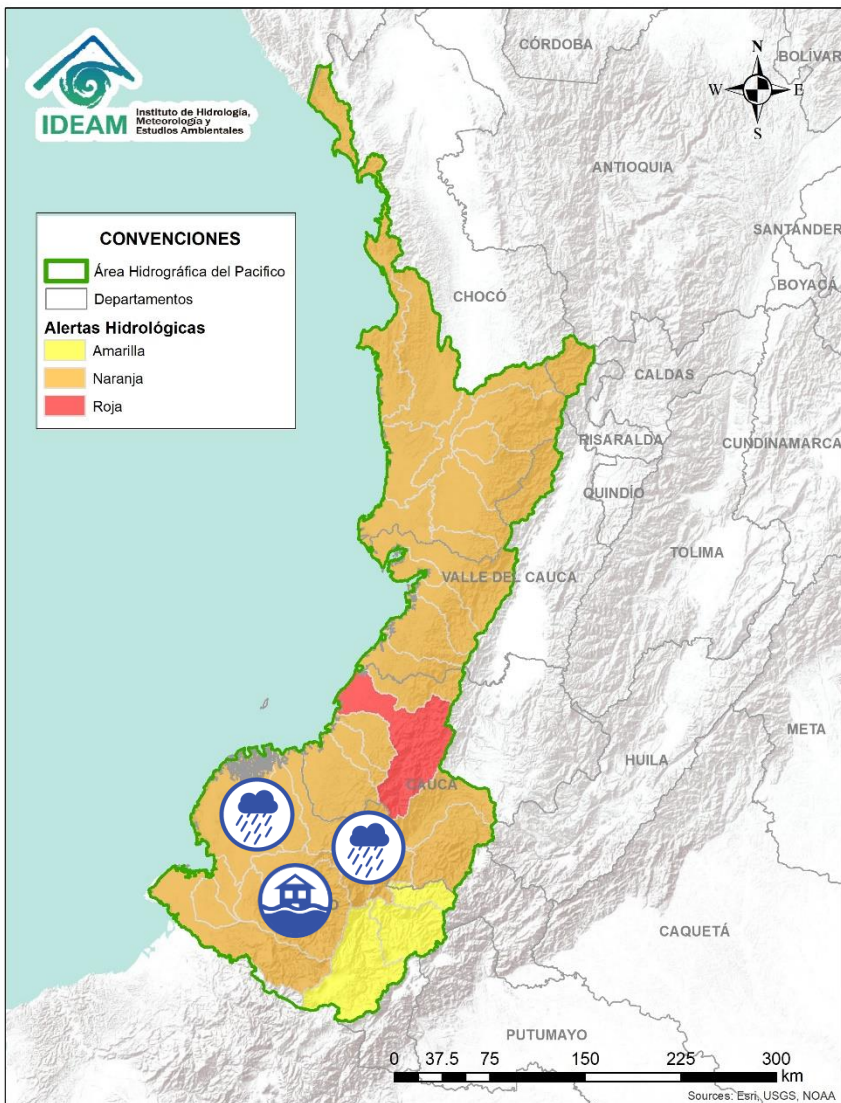 IDEAM
Instituto de Hidrología,
Meteorología y
Estudios Ambientales
N
W
E
S
CÓRDOBA
BOLÍVAR
ANTIOQUIA
SANTANDER
BOYACÁ
CONVENCIONES
Área Hidrográfica del Pacifico
Departamentos
Alertas Hidrológicas
Amarilla
Naranja
Roja
CHOCÓ
CALDAS
RISARALDA
CUNDINAMARCA
QUINDÍO
TOLIMA
VALLE DEL CAUCA
META
HUILA
CAUCA
CAQUETÁ
PUTUMAYO
0 37.5 75 150 225 300
km
Sources: Esri, USGS, NOAA